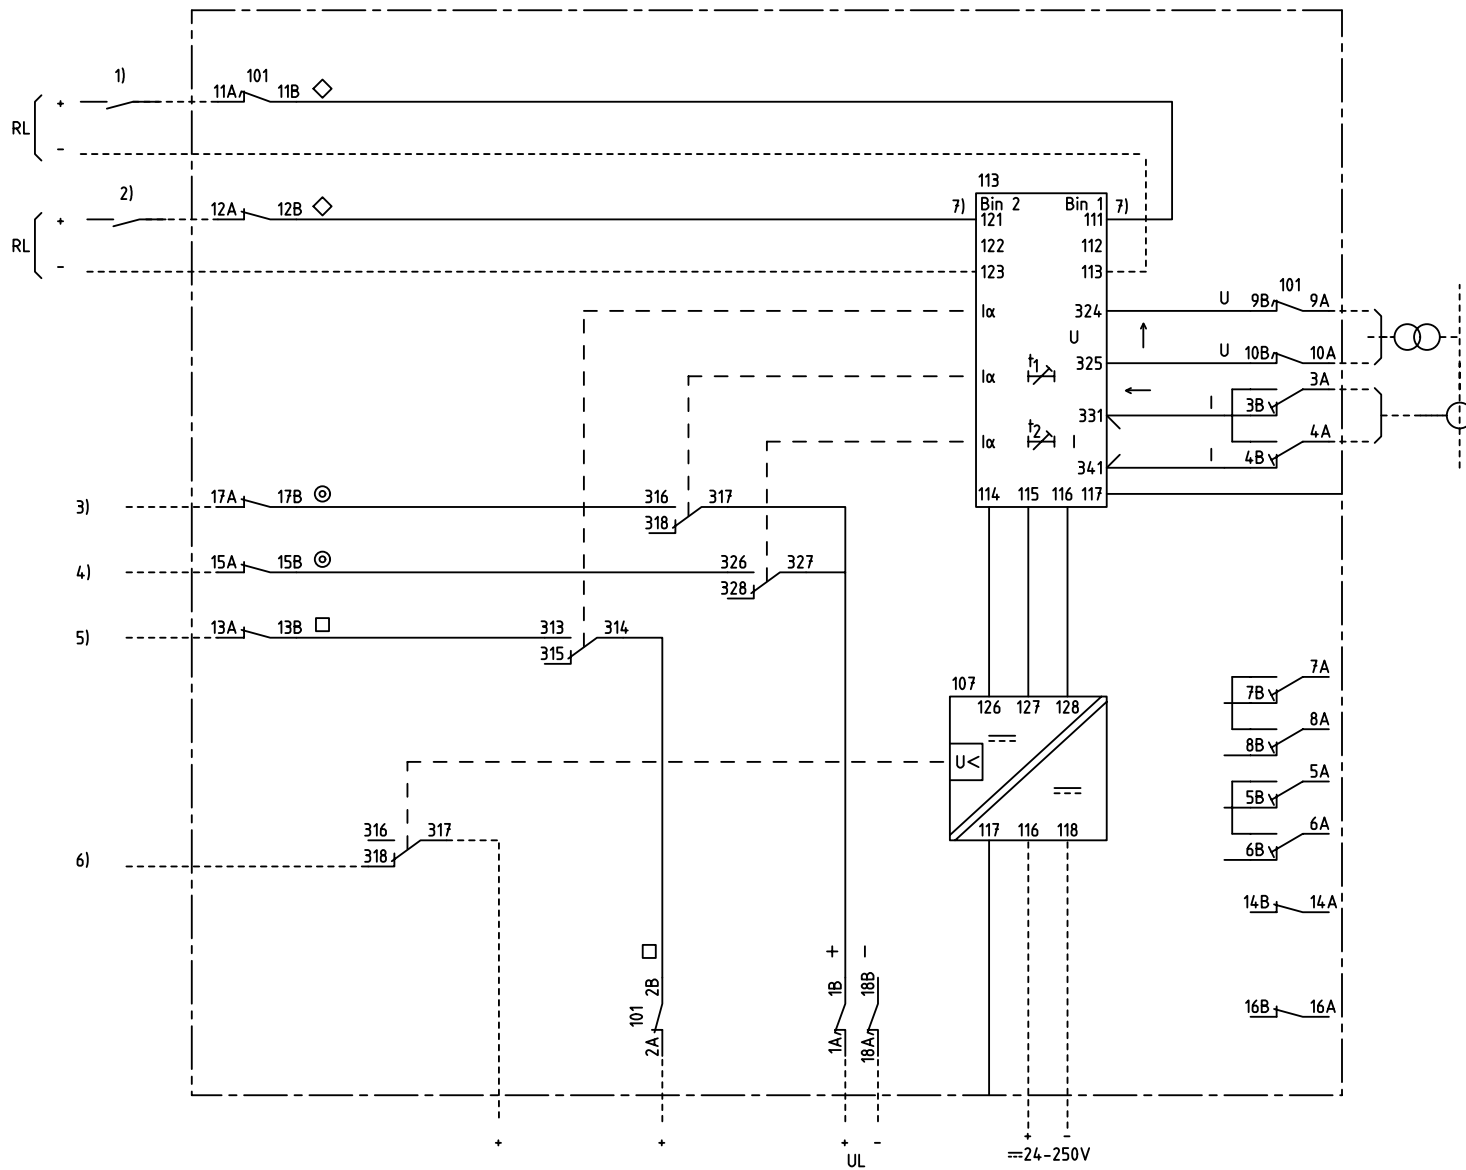 1) 101
11A 11B
+
RL
-
113
2)
12A 12B 7) Bin 2 Bin 1 7)
+ 121 111
RL 122 112
- 123 113
101
Iα 324 U 9B 9A
U
325 U 10B 10A
Iα t1
3A
331 I 3B
t2
Iα I 4A
341 I 4B
17A 17B 316 317 114 115 116 117
3)
318
15A 15B 326 327
4)
328
13A 13B 313 314
5)
315
7A
107 7B
126 127 128
8A
8B
U<
5A
5B
316 317 117 116 118 6A
6) 318 6B
14B 14A
+ -
2B 1B 18B
101
16B 16A
2A 1A 18A
+ + + - + -
UL 24-250V